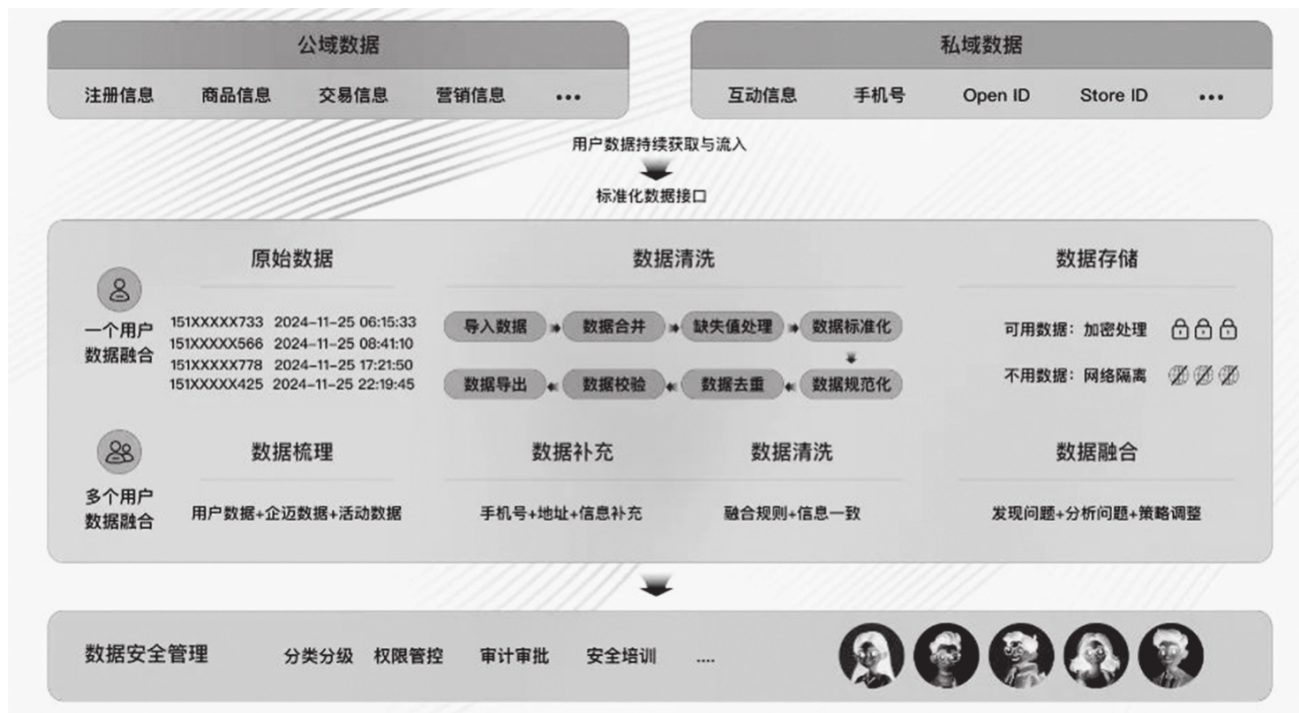 公域数据
注册信息 商品信息 交易信息 营销信息 •••
私域数据
互动信息 手机号 Open ID Store ID •••
用户数据持续获取与流入
标准化数据接口
一个用户
数据融合
原始数据
151XXXXX733 2024-11-25 06:15:33
151XXXXX566 2024-11-25 08:41:10
151XXXXX778 2024-11-25 17:21:50
151XXXXX425 2024-11-25 22:19:45
数据清洗
导入数据 数据合并 缺失值处理 数据标准化
数据导出 数据校验 数据去重 数据规范化
数据存储
可用数据：加密处理
不用数据：网络隔离
多个用户
数据融合
数据梳理
用户数据+企迈数据+活动数据
数据补充
手机号+地址+信息补充
数据清洗
融合规则+信息一致
数据融合
发现问题+分析问题+策略调整
数据安全管理 分类分级 权限管控 审计审批 安全培训 ....